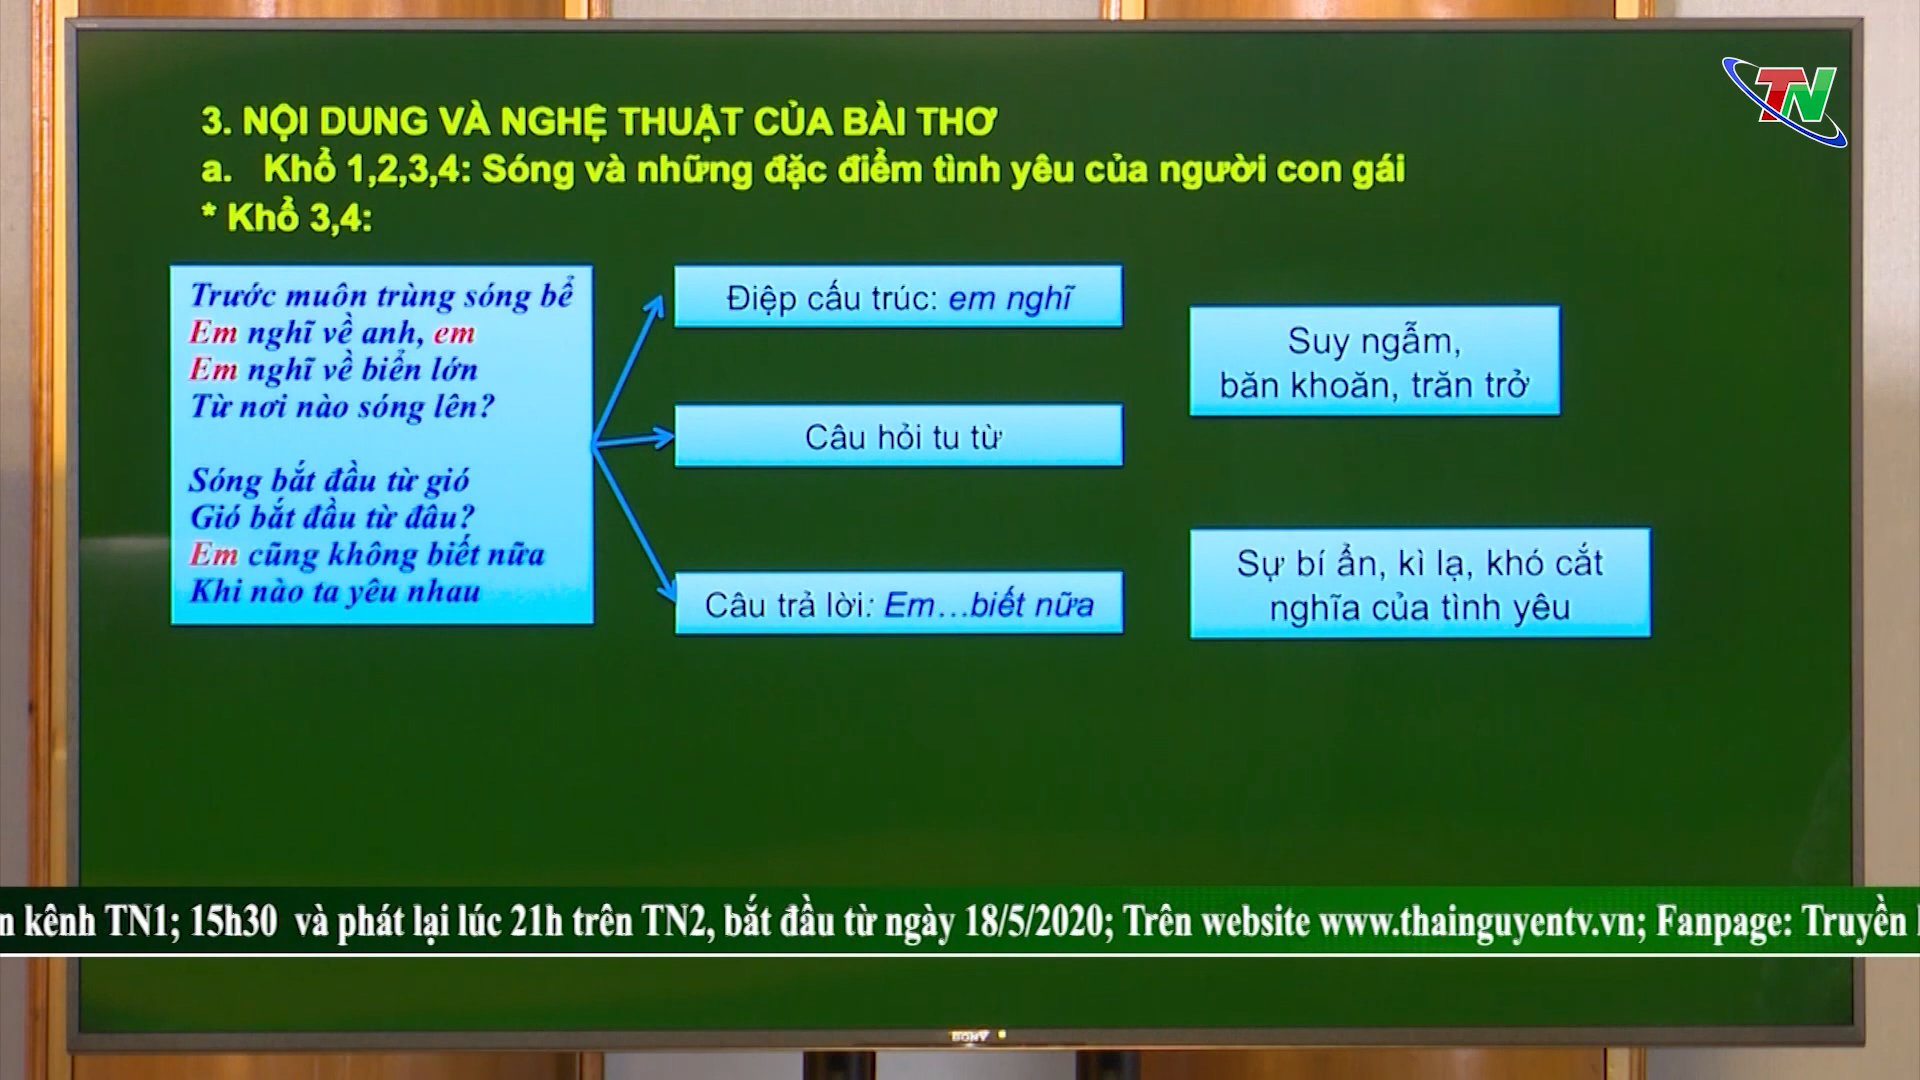 TN
3. NỘI DUNG VÀ NGHỆ THUẬT CỦA BÀI THƠ
a. Khổ 1,2,3,4: Sóng và những đặc điểm tình yêu của người con gái
* Khổ 3,4:
Trước muôn trùng sóng bể
Em nghĩ về anh, em
Em nghĩ về biển lớn
Từ nơi nào sóng lên?
Sóng bắt đầu từ gió
Gió bắt đầu từ đâu?
Em cũng không biết nữa
Khi nào ta yêu nhau
Điệp cấu trúc: em nghĩ
Câu hỏi tu từ
Câu trả lời: Em...biết nữa
Suy ngẫm,
băn khoăn, trăn trở
Sự bí ẩn, kì lạ, khó cắt
nghĩa của tình yêu
kênh TN1; 15h30 và phát lại lúc 21h trên TN2, bắt đầu từ ngày 18/5/2020; Trên website www.thainguyentv.vn; Fanpage: Truyền
SONY